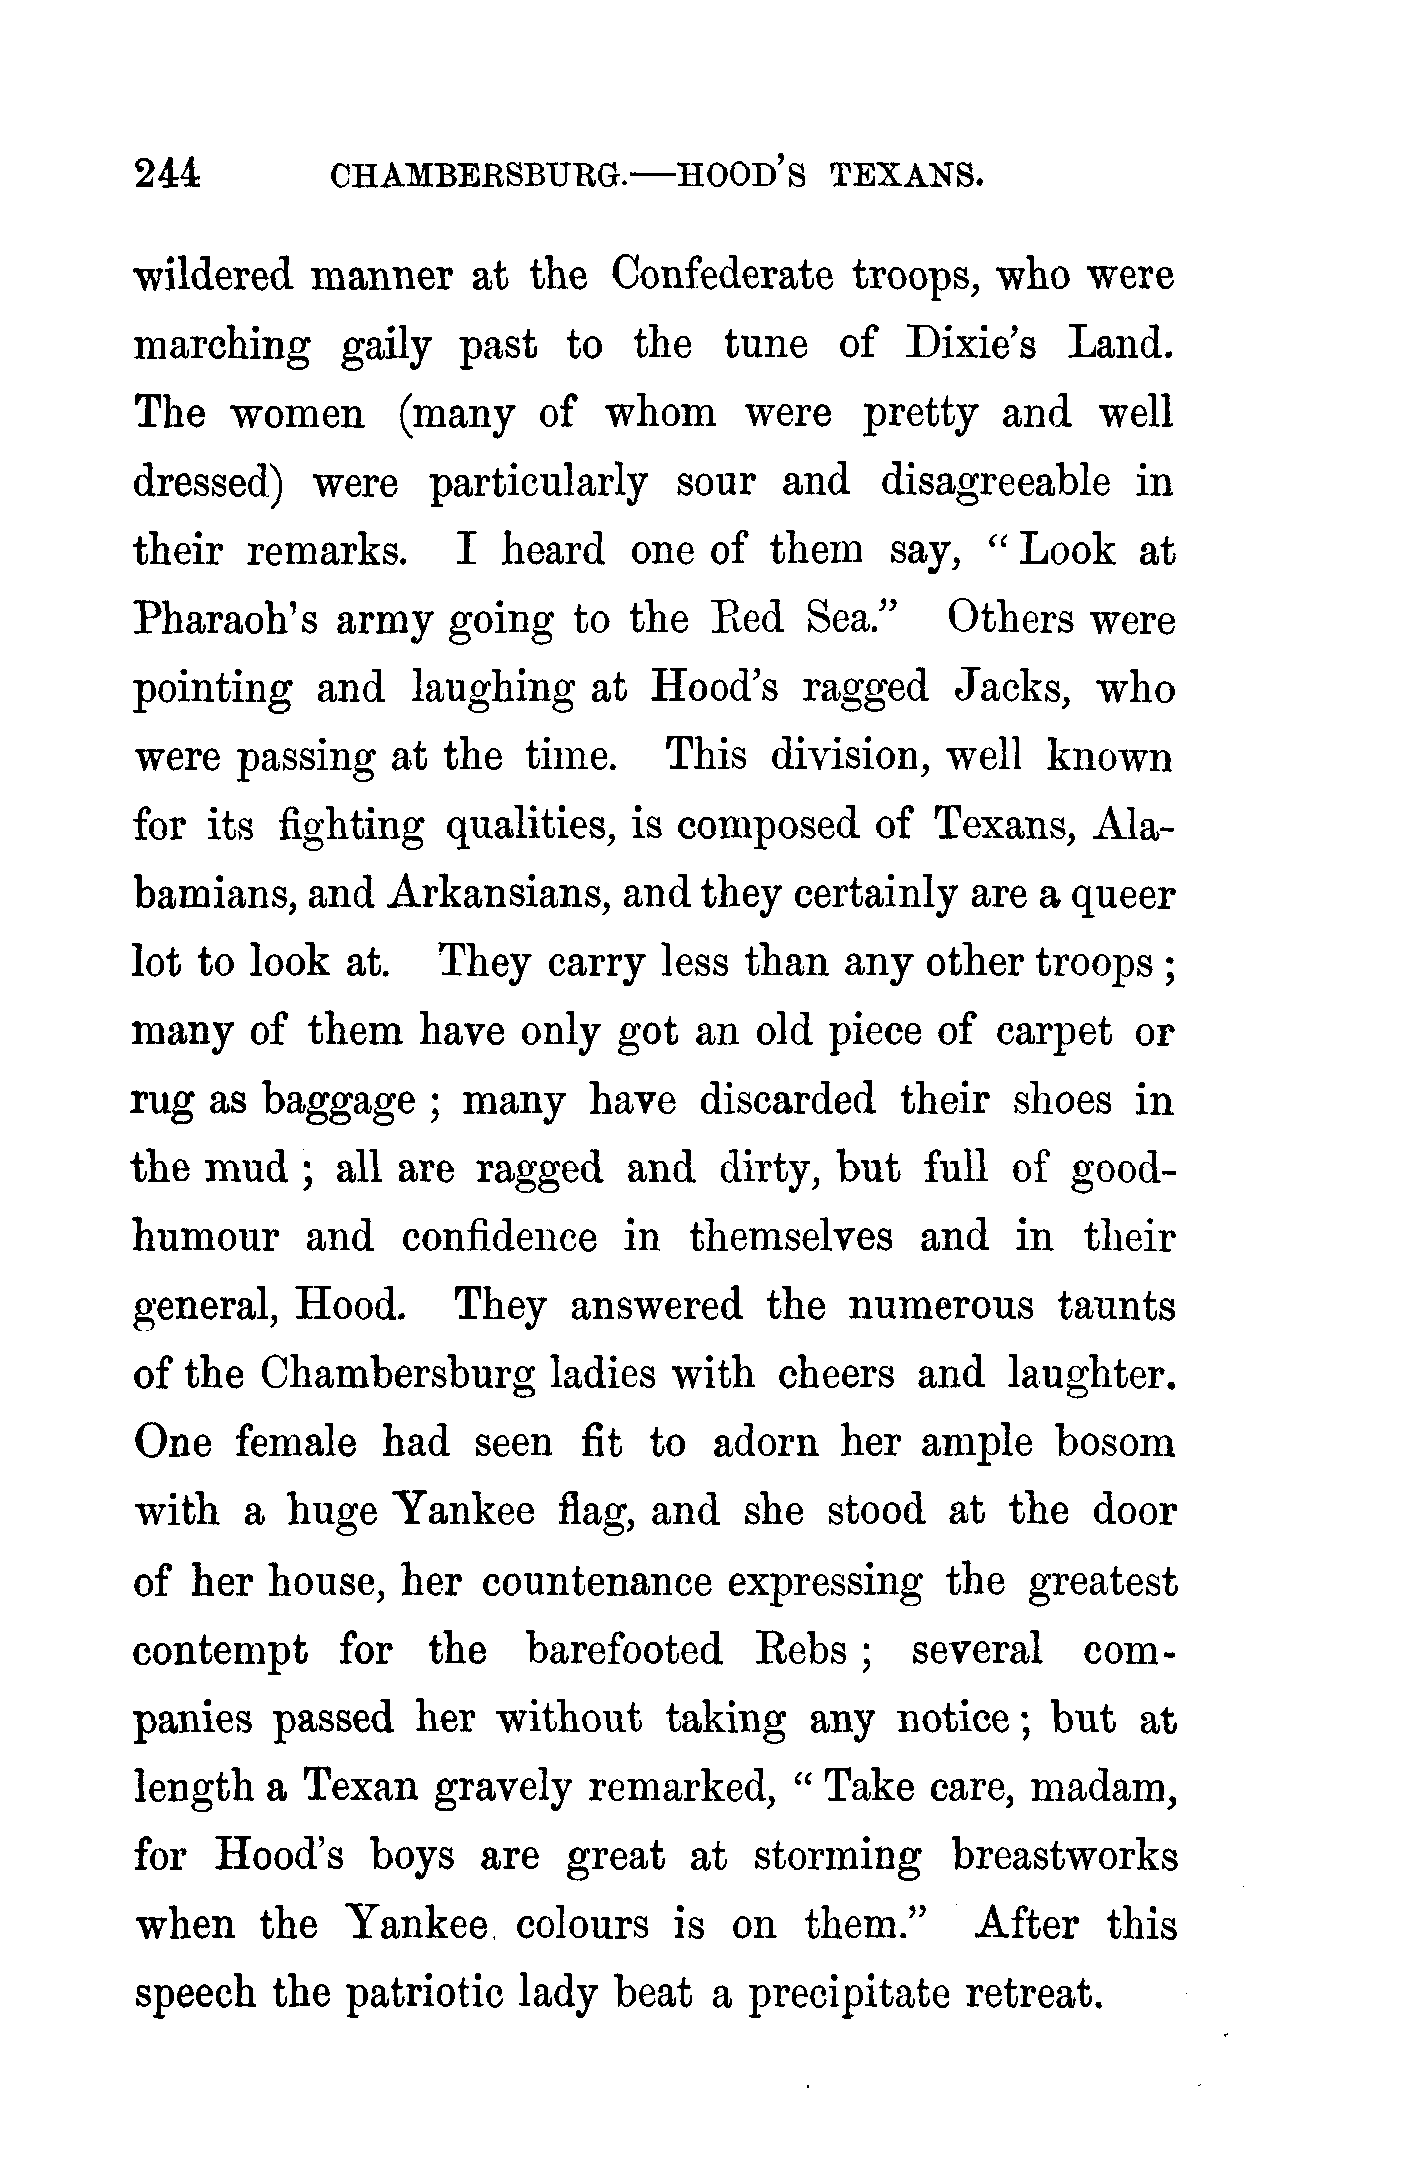 244 CHAMBERSBURG.—HOOD'S TEXANS.
wildered manner at the Confederate troops, who were
marching gaily past to the tune of Dixie's Land.
The women (many of whom were pretty and well
dressed) were particularly sour and disagreeable in
their remarks. I heard one of them say, “ Look at
Pharaoh's army going to the Red Sea.” Others were
pointing and laughing at Hood's ragged Jacks, who
were passing at the time. This division, well known
for its fighting qualities, is composed of Texans, Ala-
bamians, and Arkansians, and they certainly are a queer
lot to look at. They carry less than any other troops ;
many of them have only got an old piece of carpet or
rug as baggage ; many have discarded their shoes in
the mud ; all are ragged and dirty, but full of good-
humour and confidence in themselves and in their
general, Hood. They answered the numerous taunts
of the Chambersburg ladies with cheers and laughter.
One female had seen fit to adorn her ample bosom
with a huge Yankee flag, and she stood at the door
of her house, her countenance expressing the greatest
contempt for the barefooted Rebs ; several com-
panies passed her without taking any notice ; but at
length a Texan gravely remarked, “ Take care, madam,
for Hood's boys are great at storming breastworks
when the Yankee colours is on them.” After this
speech the patriotic lady beat a precipitate retreat.